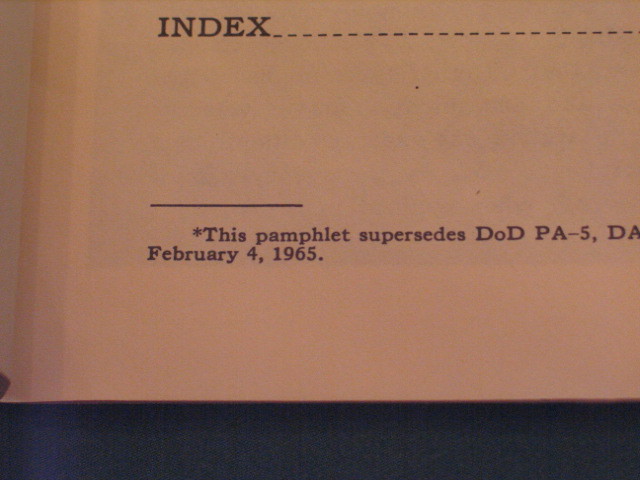 INDEX
*This pamphlet supersedes DoD PA–5, DA
February 4, 1965.